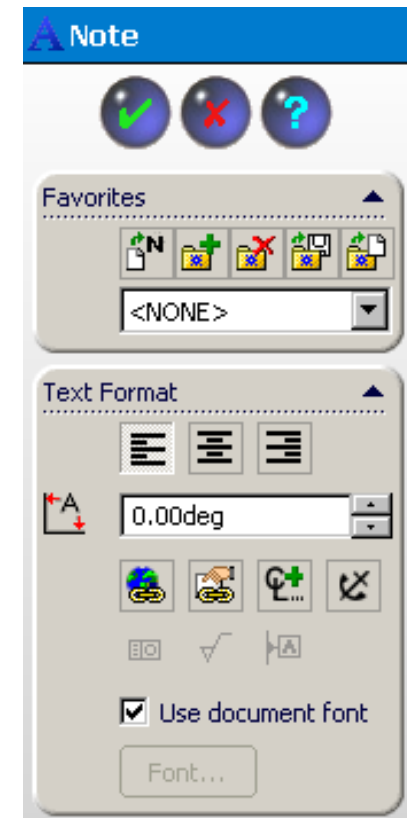 Note
Favorites
<NONE>
Text Format
0.00deg
Use document font
Font...